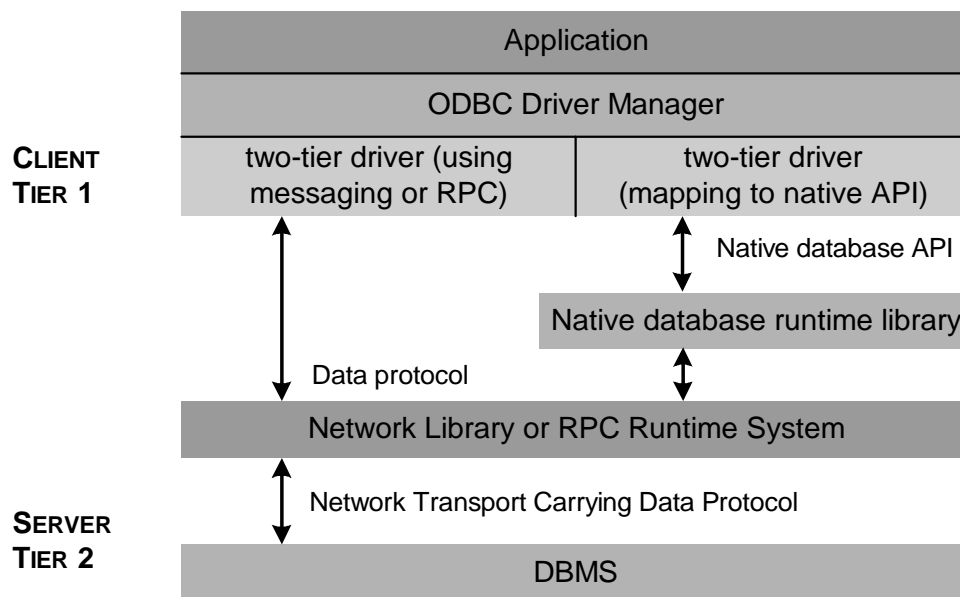 Application
ODBC Driver Manager
CLIENT
TIER 1
two-tier driver (using
messaging or RPC)
two-tier driver
(mapping to native API)
Native database API
Native database runtime library
Data protocol
Network Library or RPC Runtime System
Network Transport Carrying Data Protocol
SERVER
TIER 2
DBMS